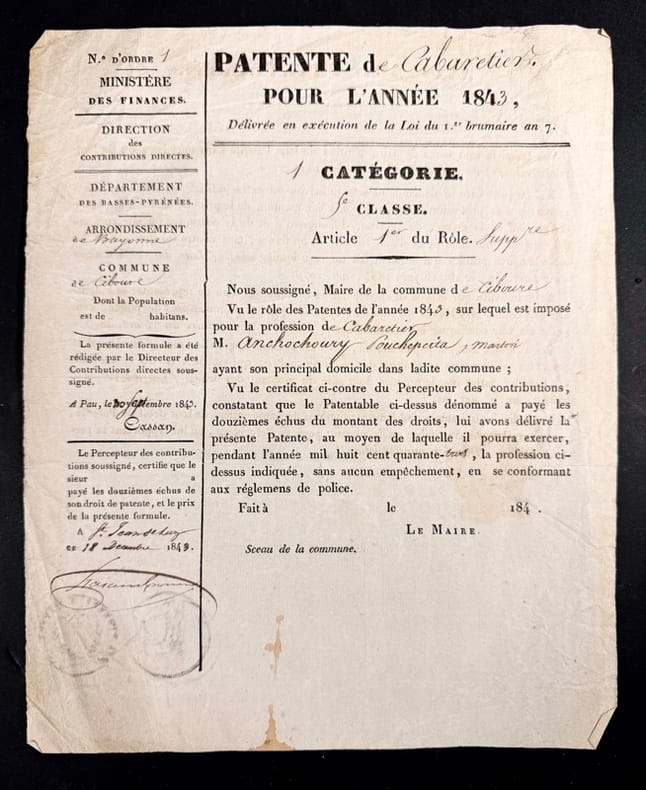 N.º D'ORDRE 1
MINISTÈRE
DES FINANCES.
DIRECTION
des
CONTRIBUTIONS DIRECTES.
DÉPARTEMENT
DES BASSES-PYRÉNÉES.
ARRONDISSEMENT
de Bayonne
COMMUNE
de Ciboure
Dont la Population
est de habitans.
La présente formule a été
rédigée par le Directeur des
Contributions directes sous-
signé.
A Pau, le 30 Septembre 1843.
Cassan.
Le Percepteur des contribu-
tions soussigné, certifie que le
sieur a
payé les douzièmes échus de
son droit de patente, et le prix
de la présente formule.
A St Jean de Luz
ce 18 Decembre 1843.
PATENTE de Cabaretier.
POUR L'ANNÉE 1843,
Délivrée en exécution de la Loi du 1.er brumaire an 7.
1 CATÉGORIE.
5e CLASSE.
Article 1er du Rôle. Suppre
Nous soussigné, Maire de la commune de Ciboure
Vu le rôle des Patentes de l'année 1843, sur lequel est imposé
pour la profession de Cabaretier
M. Anchochoury
ayant son principal domicile dans ladite commune ;
Vu le certificat ci-contre du Percepteur des contributions,
constatant que le Patentable ci-dessus dénommé a payé les
douzièmes échus du montant des droits, lui avons délivré la
présente Patente, au moyen de laquelle il pourra exercer,
pendant l'année mil huit cent quarante-trois, la profession ci-
dessus indiquée, sans aucun empêchement, en se conformant
aux réglemens de police.
Fait à le 184 .
LE MAIRE.
Sceau de la commune.